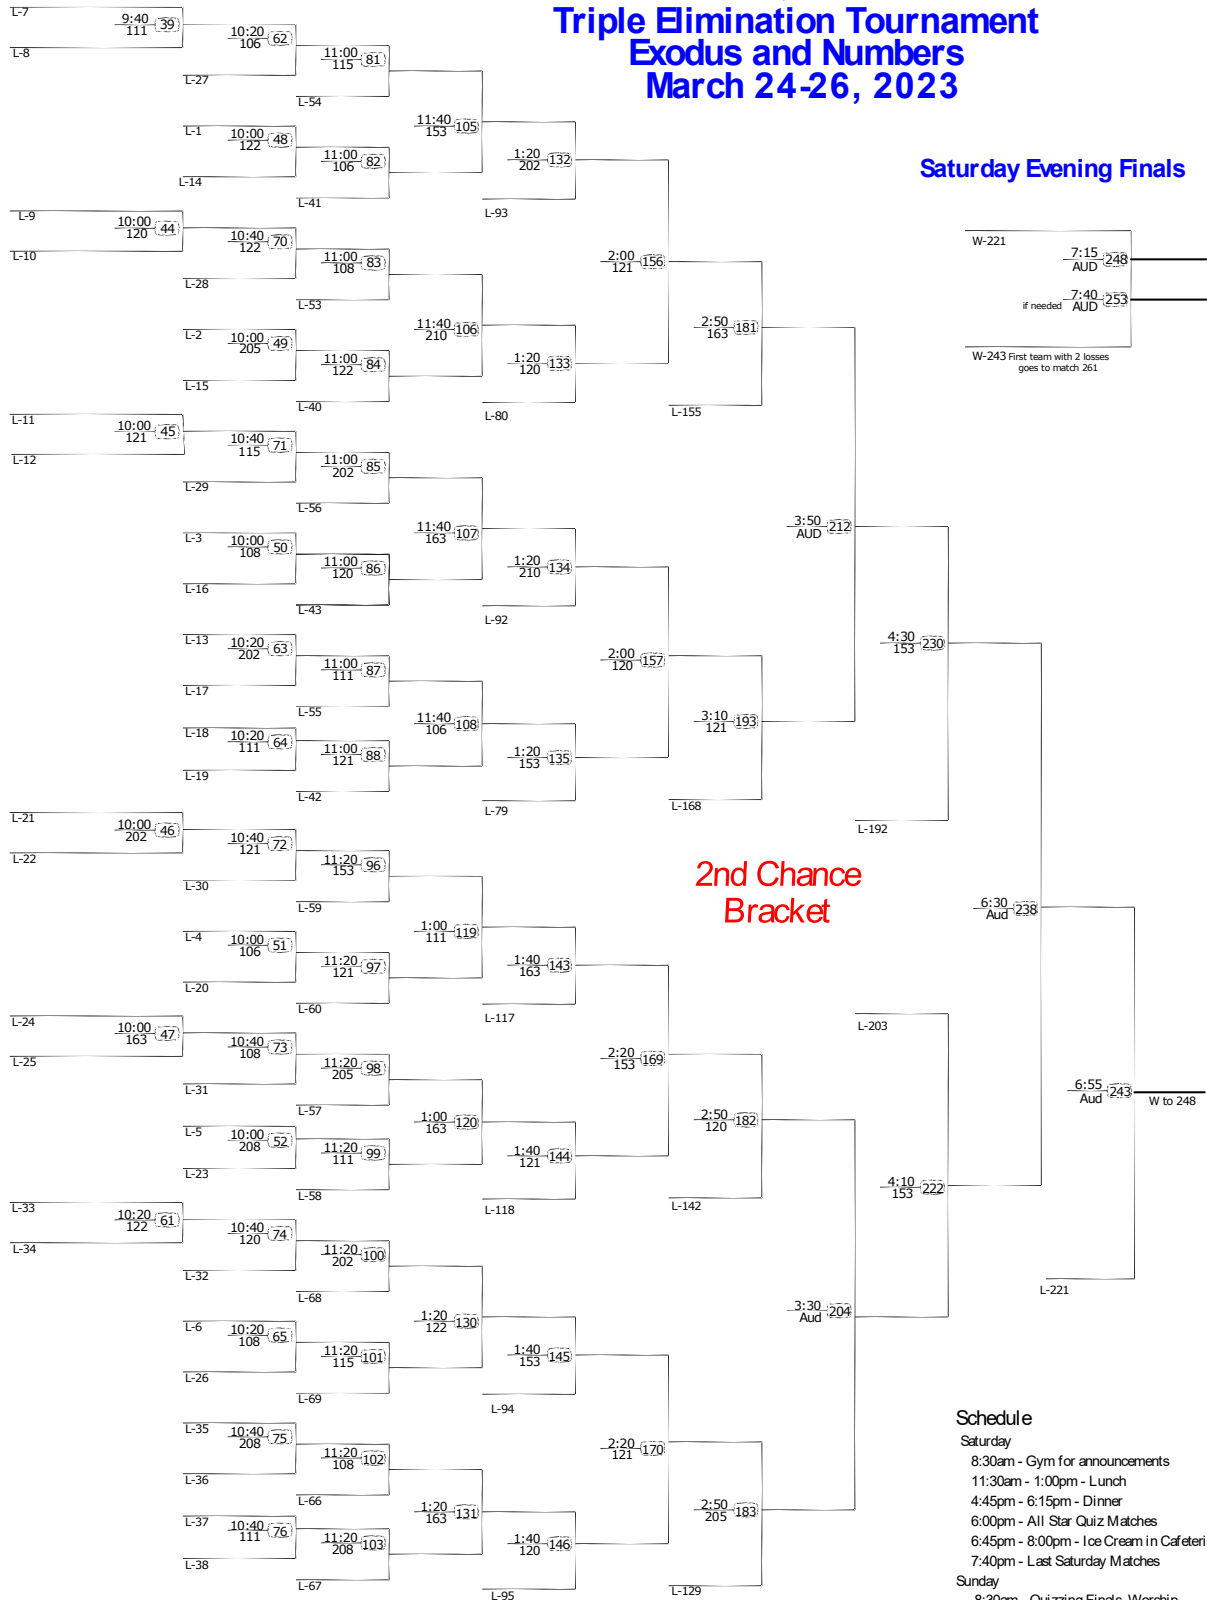 Triple Elimination Tournament
Exodus and Numbers
March 24-26, 2023
Saturday Evening Finals
W-221
7:15 248
AUD
if needed 7:40 253
AUD
W-243 First team with 2 losses
goes to match 261
L-7
9:40 39
111
L-8
10:20 62
106
L-27
11:00 81
115
L-54
L-1
10:00 48
122
L-14
11:00 82
106
L-41
11:40 105
153
1:20 132
202
L-93
L-9
10:00 44
120
L-10
10:40 70
122
L-28
11:00 83
108
L-53
L-2
10:00 49
205
L-15
11:00 84
122
L-40
11:40 106
210
1:20 133
120
L-80
2:00 156
121
2:50 181
163
L-155
L-11
10:00 45
121
L-12
10:40 71
115
L-29
11:00 85
202
L-56
L-3
10:00 50
108
L-16
11:00 86
120
L-43
11:40 107
163
1:20 134
210
L-92
L-13
10:20 63
202
L-17
11:00 87
111
L-55
L-18
10:20 64
111
L-19
11:00 88
121
L-42
11:40 108
106
1:20 135
153
L-79
2:00 157
120
3:10 193
121
L-168
3:50 212
AUD
4:30 230
153
L-192
2nd Chance
Bracket
L-21
10:00 46
202
L-22
10:40 72
121
L-30
11:20 96
153
L-59
L-4
10:00 51
106
L-20
11:20 97
121
L-60
1:00 119
111
1:40 143
163
L-117
L-24
10:00 47
163
L-25
10:40 73
108
L-31
11:20 98
205
L-57
L-5
10:00 52
208
L-23
11:20 99
111
L-58
1:00 120
163
1:40 144
121
L-118
2:20 169
153
2:50 182
120
L-142
L-33
10:20 61
122
L-34
10:40 74
120
L-32
11:20 100
202
L-68
L-6
10:20 65
108
L-26
11:20 101
115
L-69
1:20 130
122
1:40 145
153
L-94
L-35
10:40 75
208
L-36
11:20 102
108
L-66
L-37
10:40 76
111
L-38
11:20 103
208
L-67
1:20 131
163
1:40 146
120
L-95
2:20 170
121
2:50 183
205
L-129
3:30 204
Aud
L-203
4:10 222
153
6:30 238
Aud
6:55 243
Aud
W to 248
L-221
Schedule
Saturday
8:30am - Gym for announcements
11:30am - 1:00pm - Lunch
4:45pm - 6:15pm - Dinner
6:00pm - All Star Quiz Matches
6:45pm - 8:00pm - Ice Cream in Cafeteri
7:40pm - Last Saturday Matches
Sunday
8:30am - Quizzing Finals, Worship